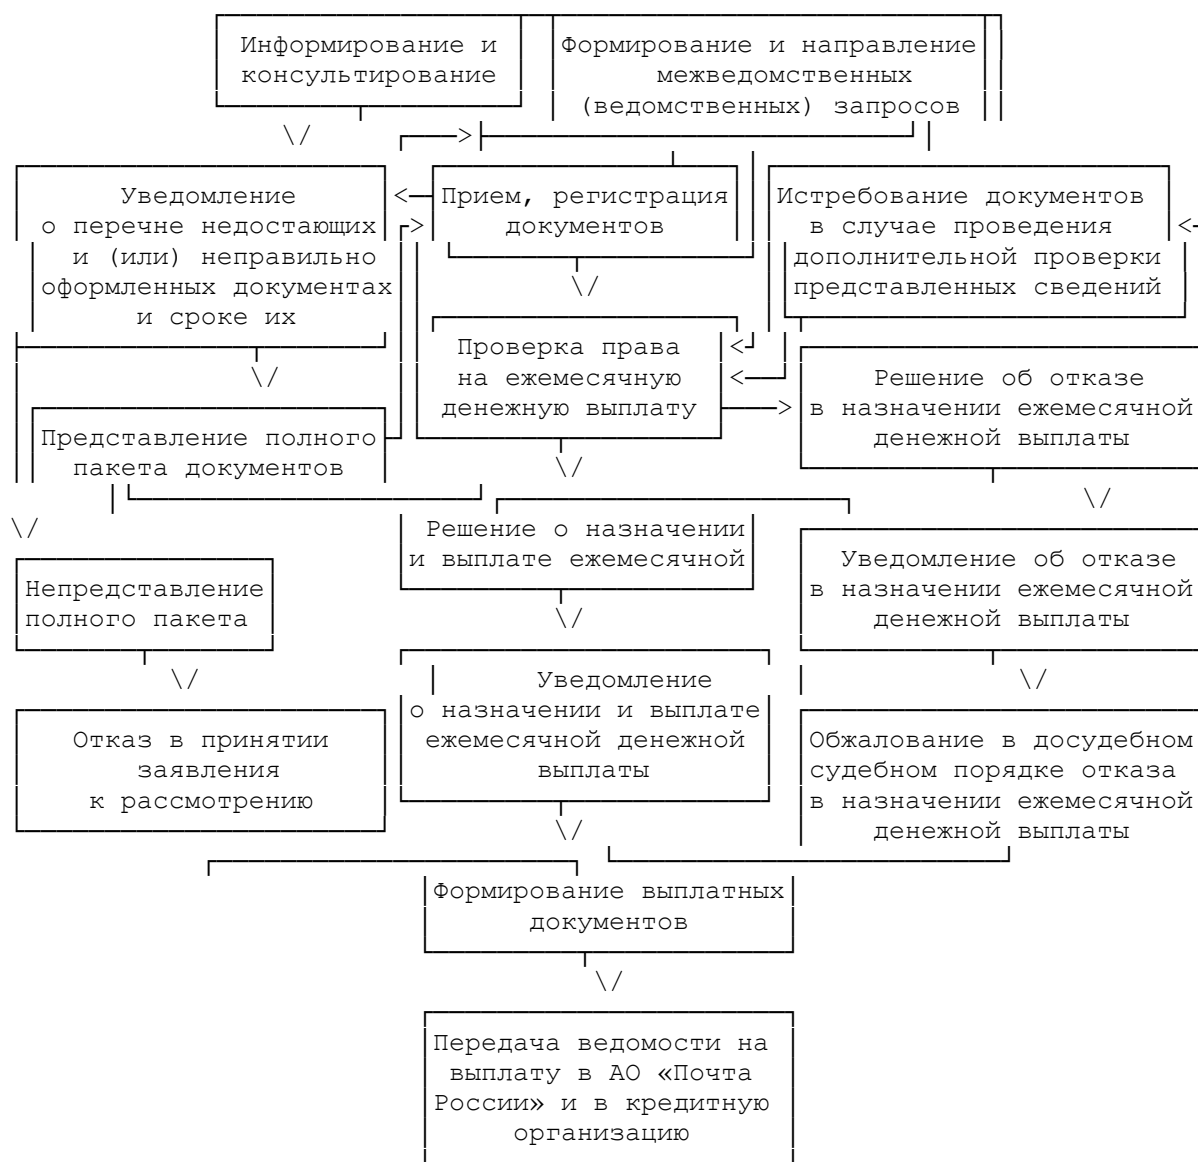 Информирование и
консультирование
Формирование и направление
межведомственных
(ведомственных) запросов
Уведомление
о перечне недостающих
и (или) неправильно
оформленных документах
и сроке их
Прием, регистрация
документов
Истребование документов
в случае проведения
дополнительной проверки
представленных сведений
Проверка права
на ежемесячную
денежную выплату
Решение об отказе
в назначении ежемесячной
денежной выплаты
Представление полного
пакета документов
Решение о назначении
и выплате ежемесячной
Уведомление об отказе
в назначении ежемесячной
денежной выплаты
Непредставление
полного пакета
Уведомление
о назначении и выплате
ежемесячной денежной
выплаты
Отказ в принятии
заявления
к рассмотрению
Обжалование в досудебном
судебном порядке отказа
в назначении ежемесячной
денежной выплаты
Формирование выплатных
документов
Передача ведомости на
выплату в АО «Почта
России» и в кредитную
организацию